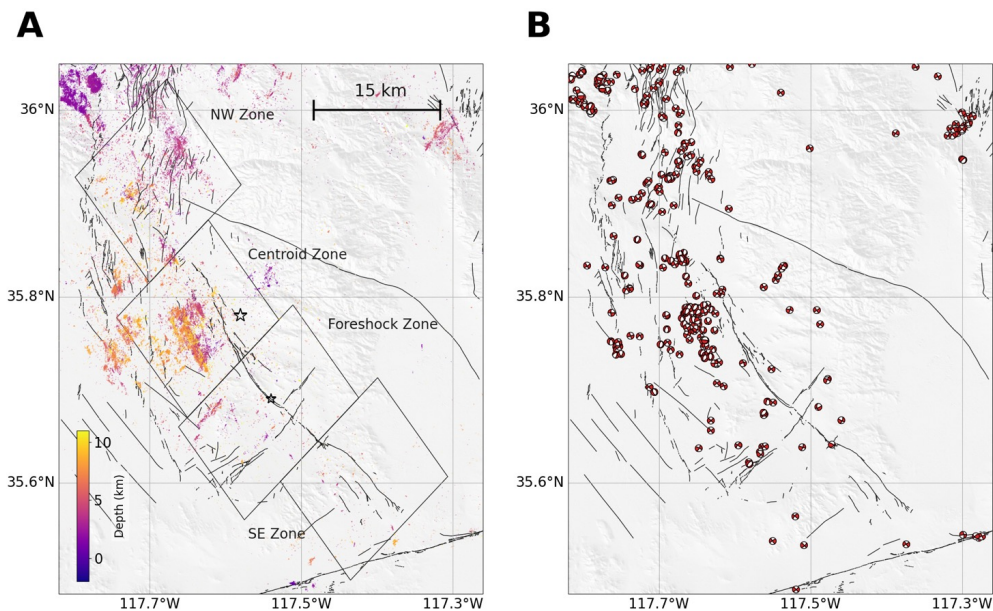 A
B
15 km
36°N
NW Zone
36°N
Centroid Zone
35.8°N
35.8°N
Foreshock Zone
10
5
0
Depth (km)
35.6°N
35.6°N
SE Zone
117.7°W 117.5°W 117.3°W
117.7°W 117.5°W 117.3°W